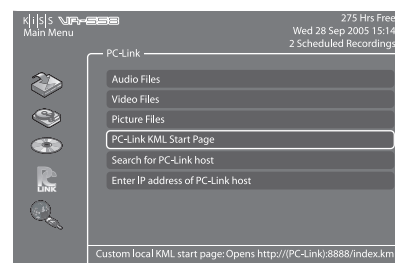 K|i|S|S VR-558
275 Hrs Free
Main Menu
Wed 28 Sep 2005 15:14
2 Scheduled Recordings
PC-Link
Audio Files
Video Files
Picture Files
PC-Link KML Start Page
Search for PC-Link host
Enter IP address of PC-Link host
PC
LINK
Custom local KML start page: Opens http://(PC-Link):8888/index.km